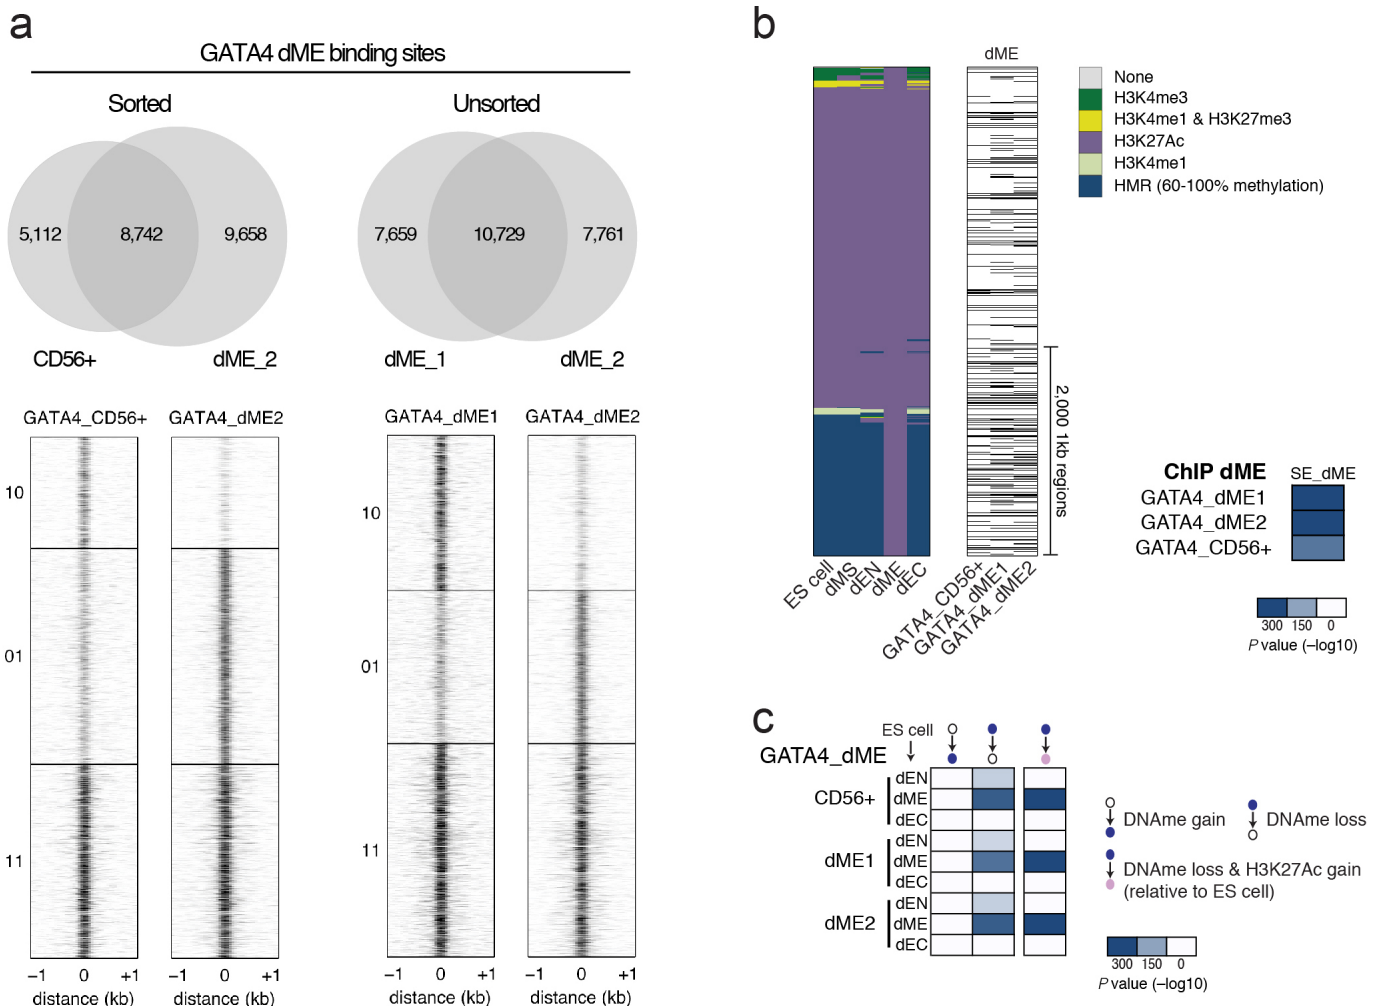 a
GATA4 dME binding sites
Sorted
Unsorted
5,112
8,742
9,658
7,659
10,729
7,761
CD56+
dME_2
dME_1
dME_2
GATA4_CD56+
GATA4_dME2
GATA4_dME1
GATA4_dME2
10
01
11
10
01
11
−1 0 +1
distance (kb)
−1 0 +1
distance (kb)
−1 0 +1
distance (kb)
−1 0 +1
distance (kb)
b
dME
None
H3K4me3
H3K4me1 & H3K27me3
H3K27Ac
H3K4me1
HMR (60-100% methylation)
2,000 1kb regions
ES cell
dMS
dEN
dME
dEC
GATA4_CD56+
GATA4_dME1
GATA4_dME2
ChIP dME
SE_dME
GATA4_dME1
GATA4_dME2
GATA4_CD56+
300 150 0
P value (−log10)
c
ES cell
GATA4_dME
CD56+
dEN
dME
dEC
dME1
dEN
dME
dEC
dME2
dEN
dME
dEC
DNAme gain
DNAme loss
DNAme loss & H3K27Ac gain
(relative to ES cell)
300 150 0
P value (−log10)